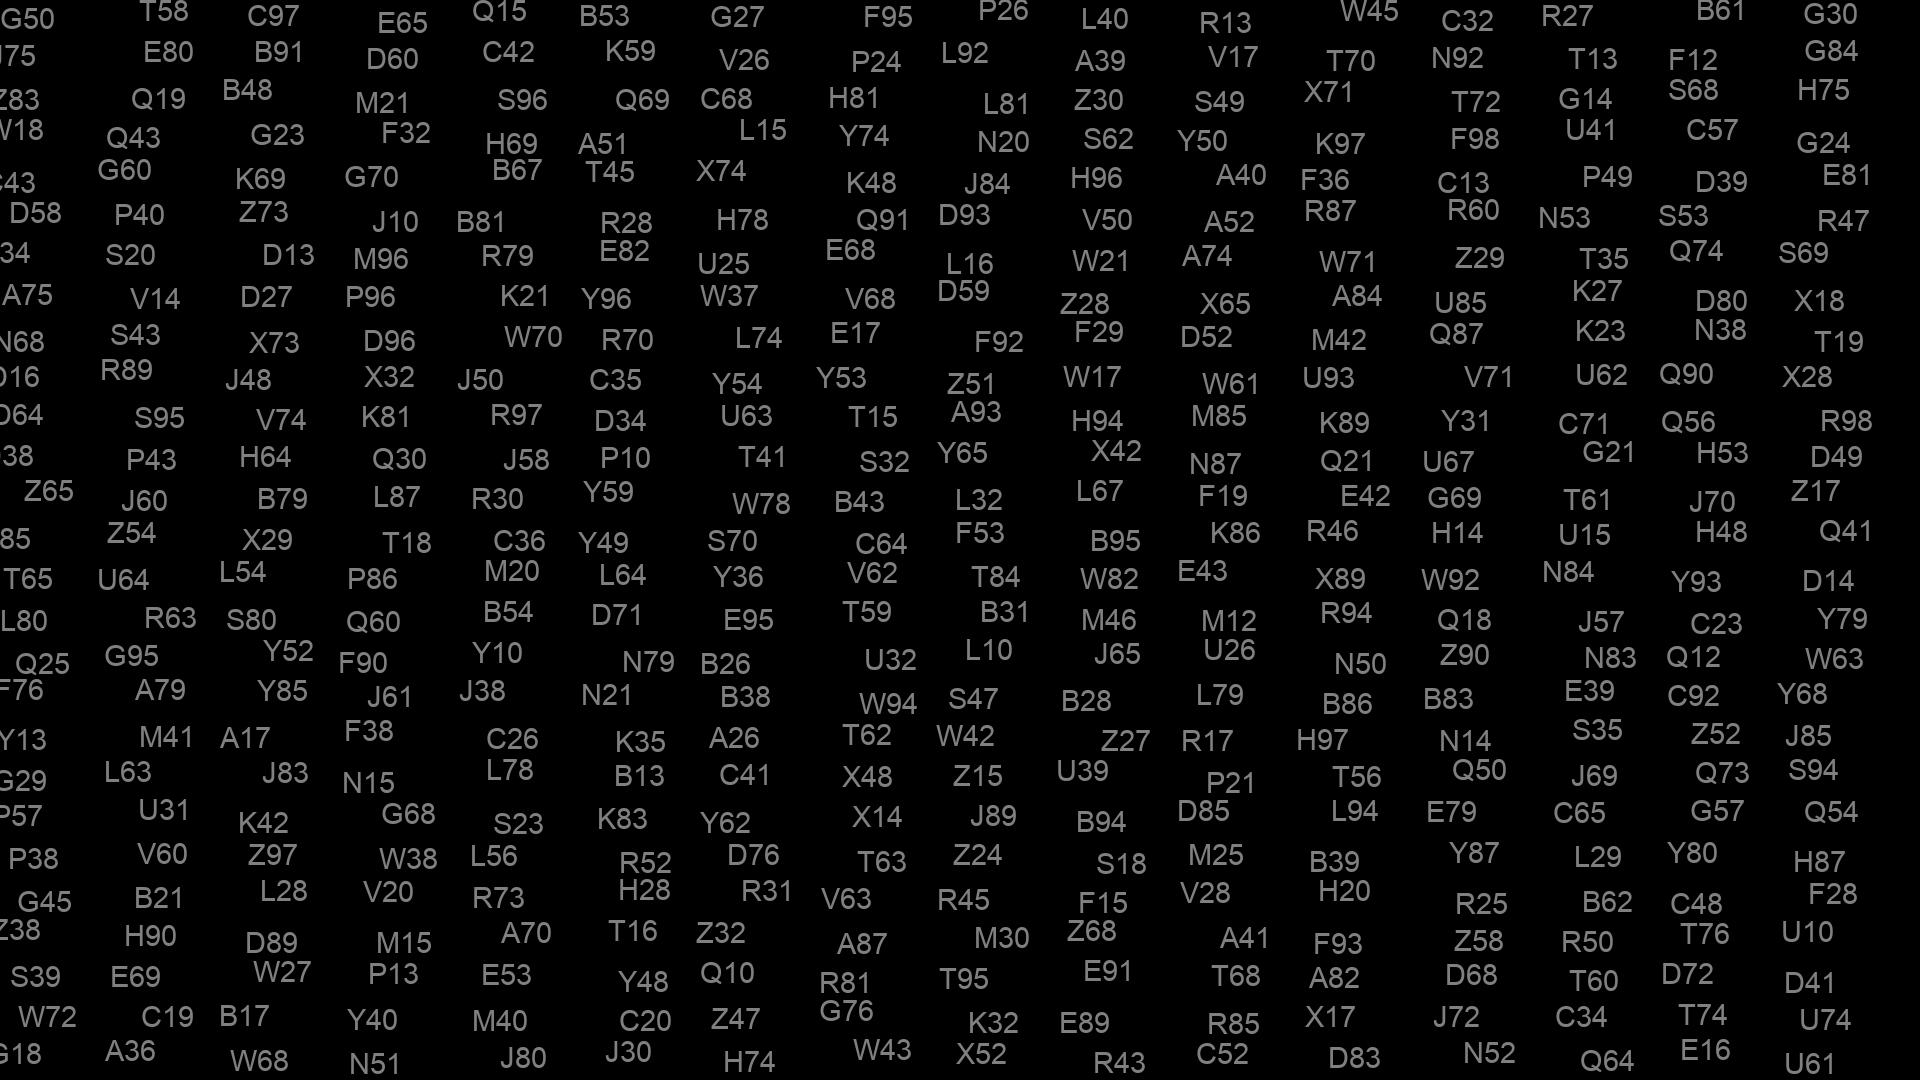 G50 T58 C97 E65 Q15 B53 G27 F95 P26 L40 R13 W45 C32 R27 B61 G30
J75 E80 B91 D60 C42 K59 V26 P24 L92 A39 V17 T70 N92 T13 F12 G84
Z83 Q19 B48 M21 S96 Q69 C68 H81 L81 Z30 S49 X71 T72 G14 S68 H75
W18 Q43 G23 F32 H69 A51 L15 Y74 N20 S62 Y50 K97 F98 U41 C57 G24
G60 K69 G70 B67 T45 X74 K48 J84 H96 A40 F36 C13 P49 D39 E81
D58 P40 Z73 J10 B81 R28 H78 Q91 D93 V50 A52 R87 R60 N53 S53 R47
34 S20 D13 M96 R79 E82 U25 E68 L16 W21 A74 W71 Z29 T35 Q74 S69
A75 V14 D27 P96 K21 Y96 W37 V68 D59 Z28 X65 A84 U85 K27 D80 X18
N68 S43 X73 D96 W70 R70 L74 E17 F92 F29 D52 M42 Q87 K23 N38 T19
R89 J48 X32 J50 C35 Y54 Y53 Z51 W17 W61 U93 V71 U62 Q90 X28
S95 V74 K81 R97 D34 U63 T15 A93 H94 M85 K89 Y31 C71 Q56 R98
38 P43 H64 Q30 J58 P10 T41 S32 Y65 X42 N87 Q21 U67 G21 H53 D49
Z65 J60 B79 L87 R30 Y59 W78 B43 L32 L67 F19 E42 G69 T61 J70 Z17
85 Z54 X29 T18 C36 Y49 S70 C64 F53 B95 K86 R46 H14 U15 H48 Q41
T65 U64 L54 P86 M20 L64 Y36 V62 T84 W82 E43 X89 W92 N84 Y93 D14
L80 R63 S80 Q60 B54 D71 E95 T59 B31 M46 M12 R94 Q18 J57 C23 Y79
Q25 G95 Y52 F90 Y10 N79 B26 U32 L10 J65 U26 N50 Z90 N83 Q12 W63
F76 A79 Y85 J61 J38 N21 B38 W94 S47 B28 L79 B86 B83 E39 C92 Y68
Y13 M41 A17 F38 C26 K35 A26 T62 W42 Z27 R17 H97 N14 S35 Z52 J85
G29 L63 J83 N15 L78 B13 C41 X48 Z15 U39 P21 T56 Q50 J69 Q73 S94
P57 U31 K42 G68 S23 K83 Y62 X14 J89 B94 D85 L94 E79 C65 G57 Q54
P38 V60 Z97 W38 L56 R52 D76 T63 Z24 S18 M25 B39 Y87 L29 Y80 H87
G45 B21 L28 V20 R73 H28 R31 V63 R45 F15 V28 H20 R25 B62 C48 F28
Z38 H90 D89 M15 A70 T16 Z32 A87 M30 Z68 A41 F93 Z58 R50 T76 U10
S39 E69 W27 P13 E53 Y48 Q10 R81 T95 E91 T68 A82 D68 T60 D72 D41
W72 C19 B17 Y40 M40 C20 Z47 G76 K32 E89 R85 X17 J72 C34 T74 U74
G18 A36 W68 N51 J80 J30 H74 W43 X52 R43 C52 D83 N52 Q64 E16 U61